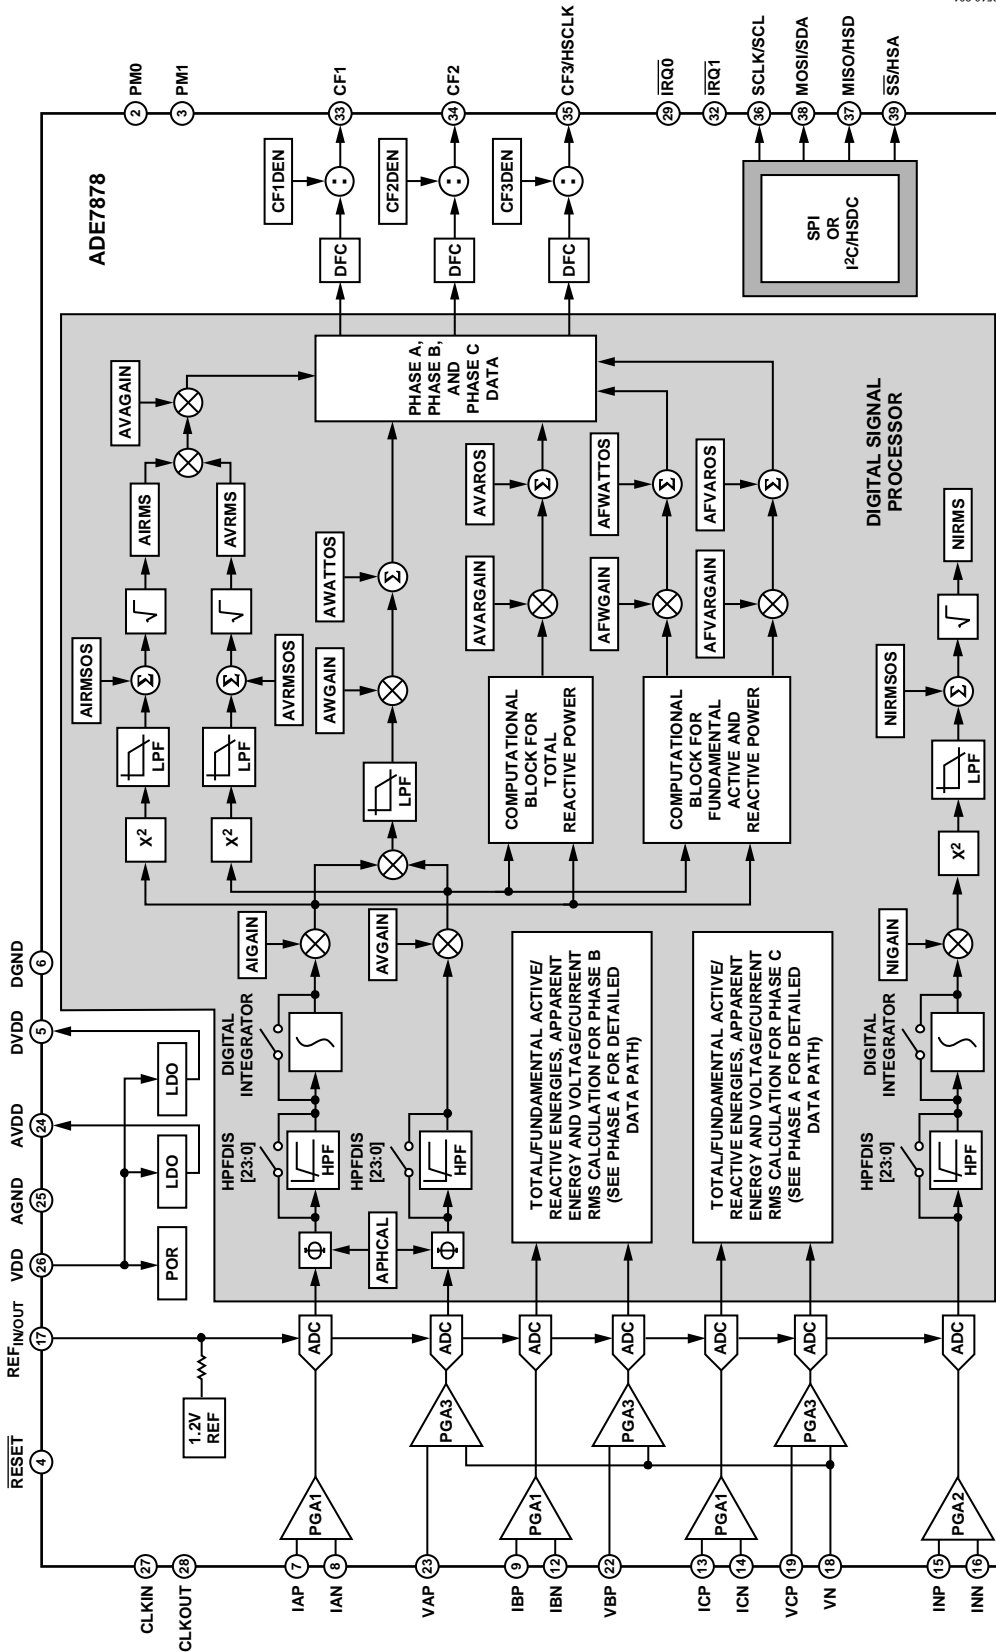 RESET
4
REF IN/OUT
17
VDD
26
AGND
25
AVDD
24
DVDD
5
DGND
6
CLKIN
27
CLKOUT
28
1.2V
REF
POR
LDO
LDO
ADE7878
PM0
2
PM1
3
IAP
7
IAN
8
PGA1
ADC
Φ
HPFDIS
[23:0]
HPF
DIGITAL
INTEGRATOR
∫
AIGAIN
X²
LPF
AIRMSOS
Σ
√
AIRMS
AVAGAIN
X²
LPF
AVRMSOS
Σ
√
AVRMS
APHCAL
VAP
23
PGA3
ADC
Φ
HPFDIS
[23:0]
HPF
AVGAIN
LPF
AWGAIN
AWATTOS
Σ
PHASE A,
PHASE B,
AND
PHASE C
DATA
DFC
CF1DEN
:
33
CF1
DFC
CF2DEN
:
34
CF2
DFC
CF3DEN
:
35
CF3/HSCLK
IBP
9
IBN
12
PGA1
ADC
VBP
22
PGA3
ADC
TOTAL/FUNDAMENTAL ACTIVE/
REACTIVE ENERGIES, APPARENT
ENERGY AND VOLTAGE/CURRENT
RMS CALCULATION FOR PHASE B
(SEE PHASE A FOR DETAILED
DATA PATH)
COMPUTATIONAL
BLOCK FOR
TOTAL
REACTIVE POWER
AVARGAIN
AVAROS
Σ
COMPUTATIONAL
BLOCK FOR
FUNDAMENTAL
ACTIVE AND
REACTIVE POWER
AFWGAIN
AFWATTOS
Σ
AFVARGAIN
AFVAROS
Σ
29
IRQ0
32
IRQ1
SPI
OR
I²C/HSDC
36
SCLK/SCL
38
MOSI/SDA
37
MISO/HSD
39
SS/HSA
ICP
13
ICN
14
PGA1
ADC
VCP
19
VN
18
PGA3
ADC
TOTAL/FUNDAMENTAL ACTIVE/
REACTIVE ENERGIES, APPARENT
ENERGY AND VOLTAGE/CURRENT
RMS CALCULATION FOR PHASE C
(SEE PHASE A FOR DETAILED
DATA PATH)
DIGITAL SIGNAL
PROCESSOR
INP
15
INN
16
PGA2
ADC
HPFDIS
[23:0]
HPF
DIGITAL
INTEGRATOR
∫
NIGAIN
X²
LPF
NIRMSOS
Σ
√
NIRMS